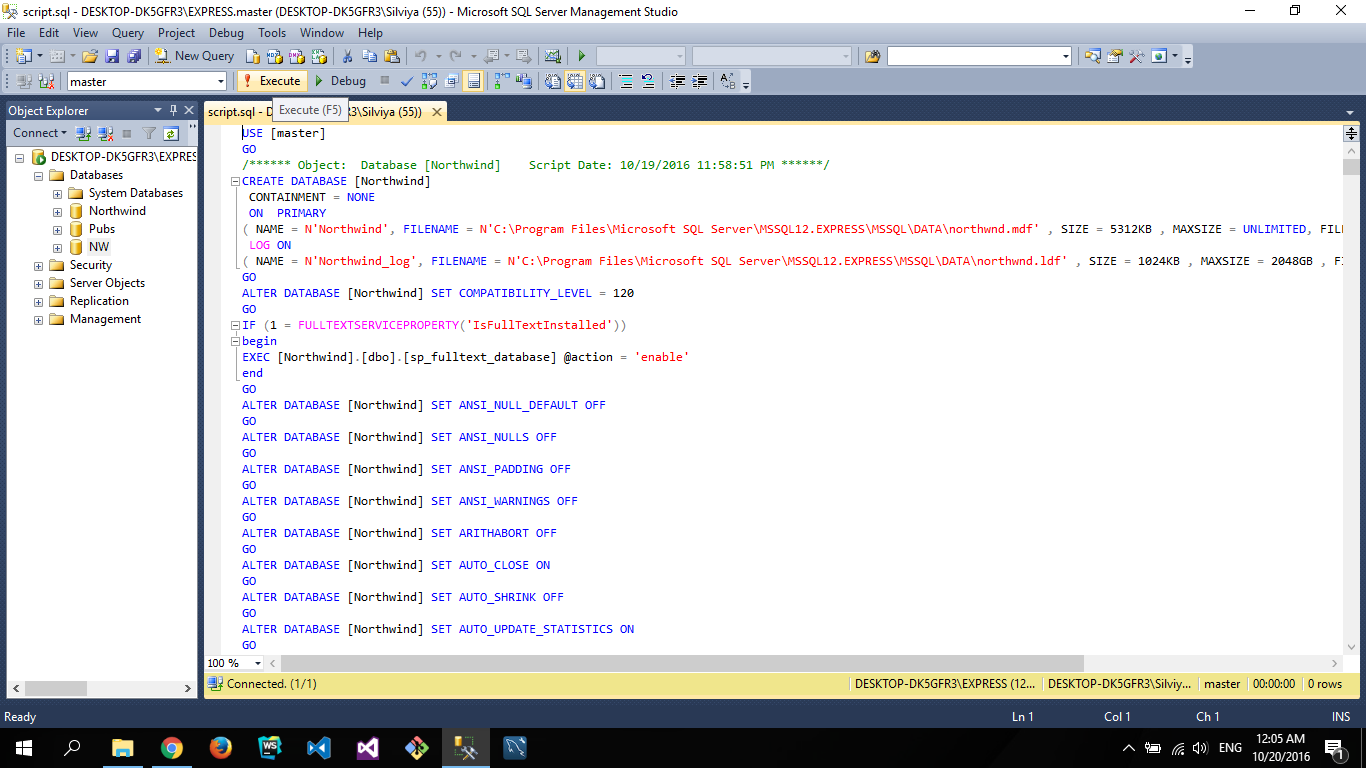 script.sql - DESKTOP-DK5GFR3\EXPRESS.master (DESKTOP-DK5GFR3\Silviya (55)) - Microsoft SQL Server Management Studio
File Edit View Query Project Debug Tools Window Help
New Query
master Execute Debug
Object Explorer
script.sql - D
Execute (F5)
\Silviya (55))
Connect
DESKTOP-DK5GFR3\EXPRES
Databases
System Databases
Northwind
Pubs
NW
Security
Server Objects
Replication
Management
USE [master]
GO
/****** Object:  Database [Northwind]    Script Date: 10/19/2016 11:58:51 PM ******/
CREATE DATABASE [Northwind]
CONTAINMENT = NONE
ON  PRIMARY
( NAME = N'Northwind', FILENAME = N'C:\Program Files\Microsoft SQL Server\MSSQL12.EXPRESS\MSSQL\DATA\northwnd.mdf' , SIZE = 5312KB , MAXSIZE = UNLIMITED, FIL
LOG ON
( NAME = N'Northwind_log', FILENAME = N'C:\Program Files\Microsoft SQL Server\MSSQL12.EXPRESS\MSSQL\DATA\northwnd.ldf' , SIZE = 1024KB , MAXSIZE = 2048GB , F
GO
ALTER DATABASE [Northwind] SET COMPATIBILITY_LEVEL = 120
GO
IF (1 = FULLTEXTSERVICEPROPERTY('IsFullTextInstalled'))
begin
EXEC [Northwind].[dbo].[sp_fulltext_database] @action = 'enable'
end
GO
ALTER DATABASE [Northwind] SET ANSI_NULL_DEFAULT OFF
GO
ALTER DATABASE [Northwind] SET ANSI_NULLS OFF
GO
ALTER DATABASE [Northwind] SET ANSI_PADDING OFF
GO
ALTER DATABASE [Northwind] SET ANSI_WARNINGS OFF
GO
ALTER DATABASE [Northwind] SET ARITHABORT OFF
GO
ALTER DATABASE [Northwind] SET AUTO_CLOSE ON
GO
ALTER DATABASE [Northwind] SET AUTO_SHRINK OFF
GO
ALTER DATABASE [Northwind] SET AUTO_UPDATE_STATISTICS ON
GO
100 %
Connected. (1/1) DESKTOP-DK5GFR3\EXPRESS (12... DESKTOP-DK5GFR3\Silviy... master 00:00:00 0 rows
Ready Ln 1 Col 1 Ch 1 INS
ENG
12:05 AM
10/20/2016